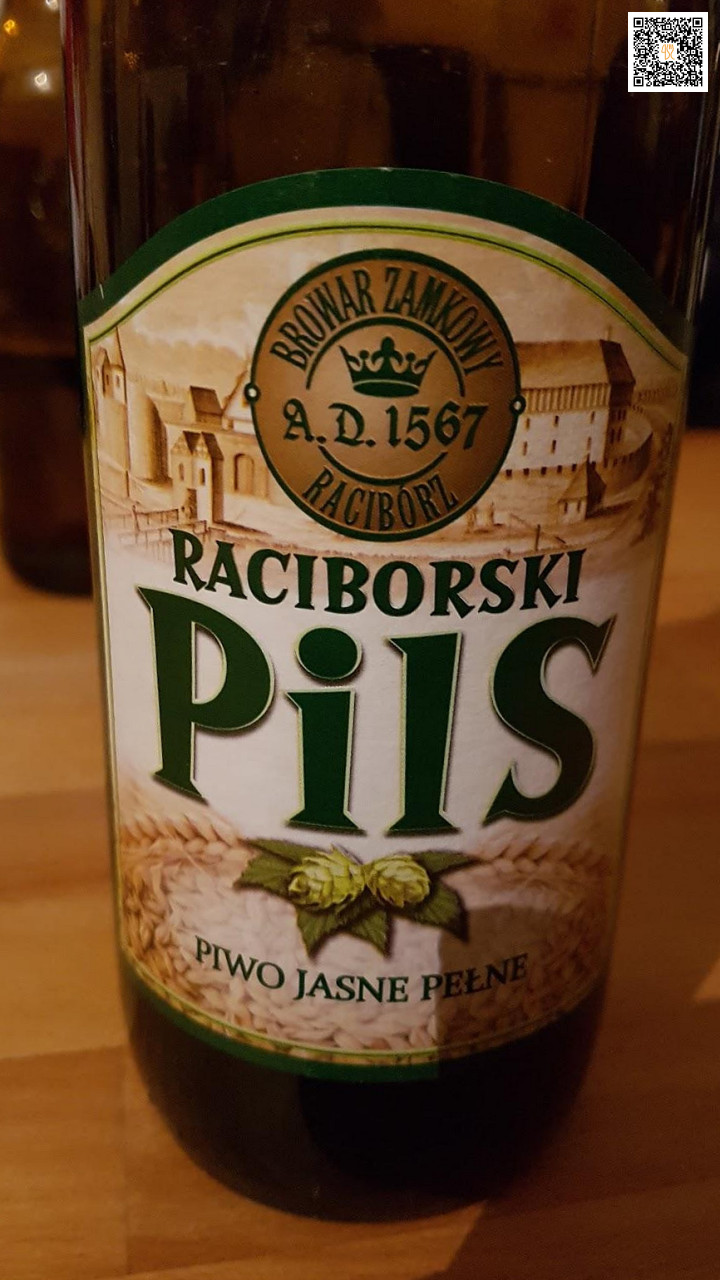 BROWAR ZAMKOWY
A.D. 1567
RACIBÓRZ
RACIBORSKI
PilS
PIWO JASNE PEŁNE